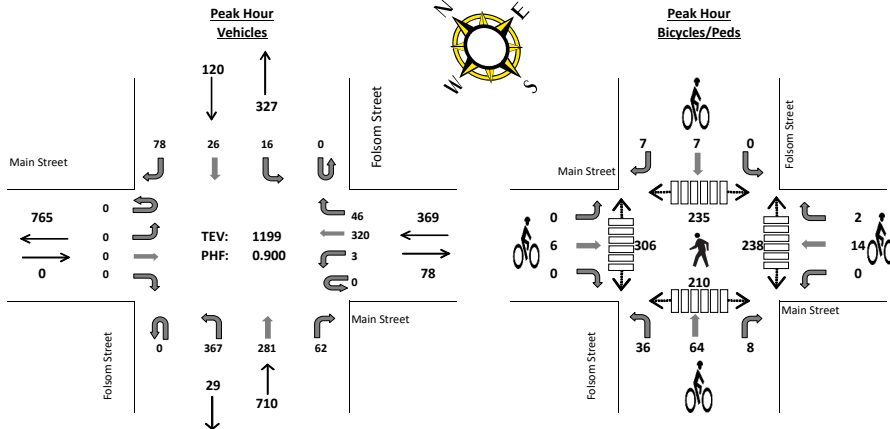 Peak Hour
Vehicles
N
E
S
W
Peak Hour
Bicycles/Peds
120
327
78
26
16
0
Main Street
Folsom Street
765
0
0
0
0
0
TEV: 1199
PHF: 0.900
46
320
3
0
369
78
Main Street
Folsom Street
0
367
281
62
29
710
7
7
0
Main Street
Folsom Street
235
0
6
0
306
238
210
2
14
0
Main Street
Folsom Street
36
64
8